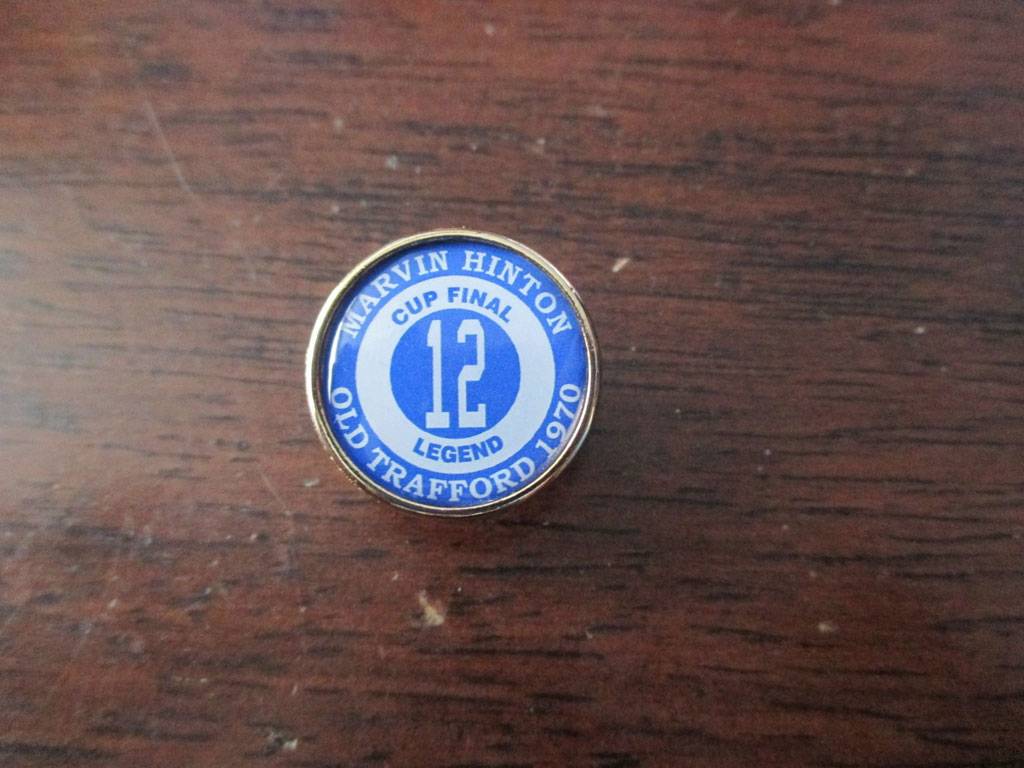 MARVIN HINTON
CUP FINAL
12
LEGEND
OLD TRAFFORD 1970